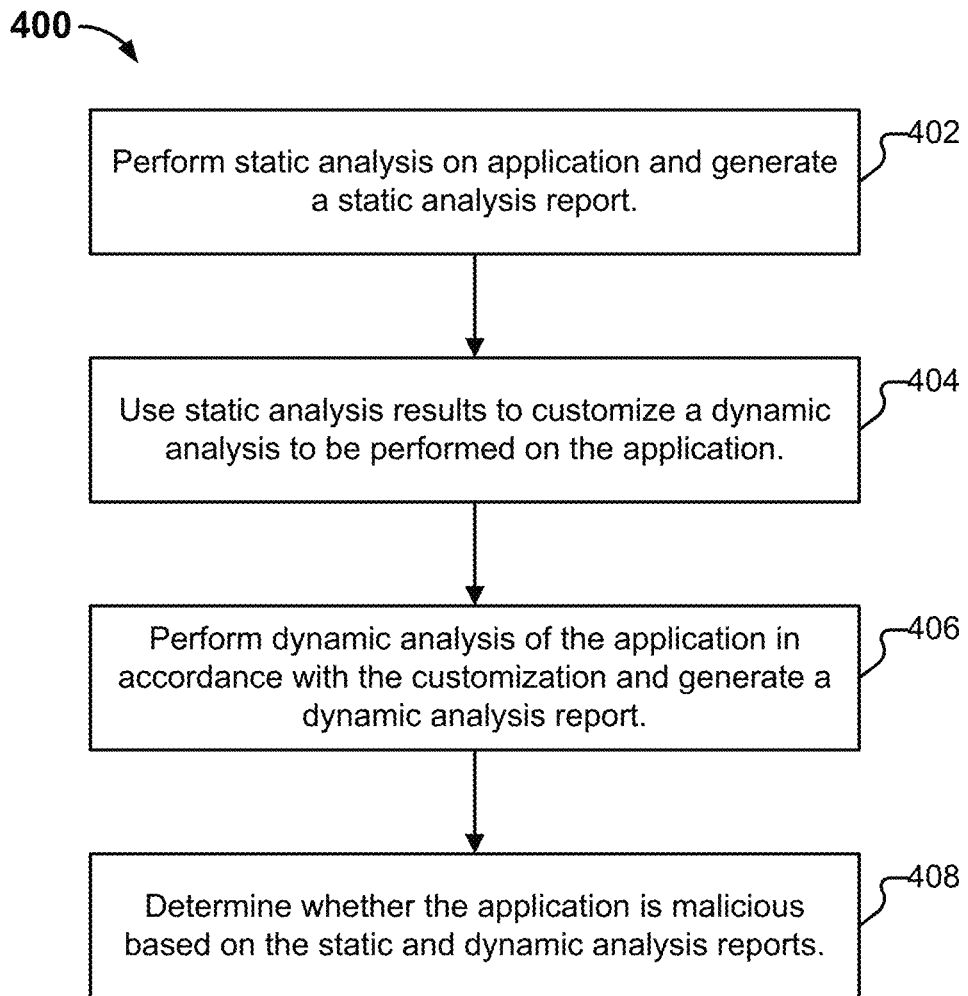 400
402
Perform static analysis on application and generate
a static analysis report.
404
Use static analysis results to customize a dynamic
analysis to be performed on the application.
406
Perform dynamic analysis of the application in
accordance with the customization and generate a
dynamic analysis report.
408
Determine whether the application is malicious
based on the static and dynamic analysis reports.